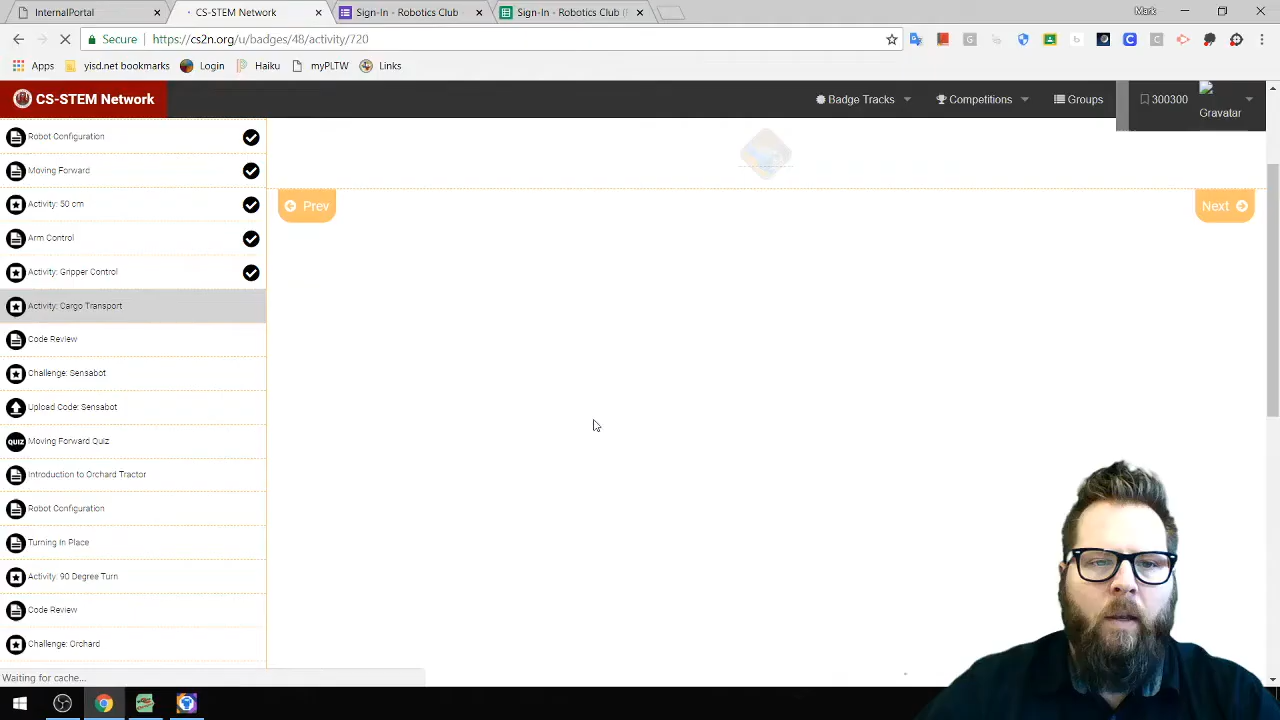 InternalPortal
CS-STEM Network
Sign-In - Robotics Club
Sign-In - Robotics Club (
Mark
Secure
https://cs2n.org/u/badges/48/activity/720
Apps
yisd.net bookmarks
Login
Haiku
myPLTW
Links
CS-STEM Network
Badge Tracks
Competitions
Groups
300300
Gravatar
Robot Configuration
Moving Forward
Activity: 50 cm
Arm Control
Activity: Gripper Control
Activity: Cargo Transport
Code Review
Challenge: Sensabot
Upload Code: Sensabot
QUIZ Moving Forward Quiz
Introduction to Orchard Tractor
Robot Configuration
Turning In Place
Activity: 90 Degree Turn
Code Review
Challenge: Orchard
Prev
Next
Waiting for cache...